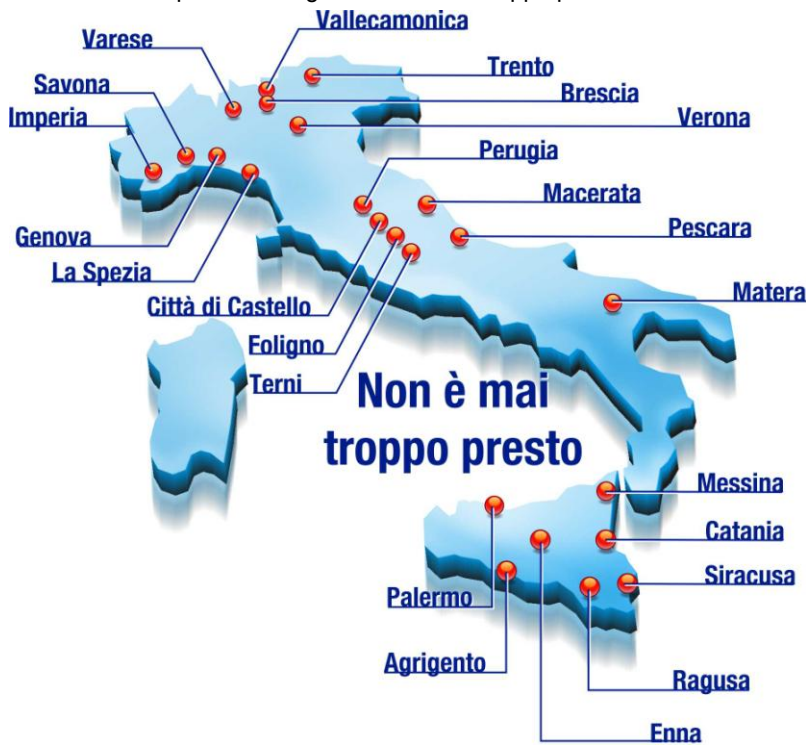 Vallecamonica
Varese
Trento
Savona
Brescia
Imperia
Verona
Perugia
Macerata
Genova
Pescara
La Spezia
Matera
Città di Castello
Foligno
Terni
Non è mai
troppo presto
Messina
Catania
Siracusa
Palermo
Agrigento
Ragusa
Enna